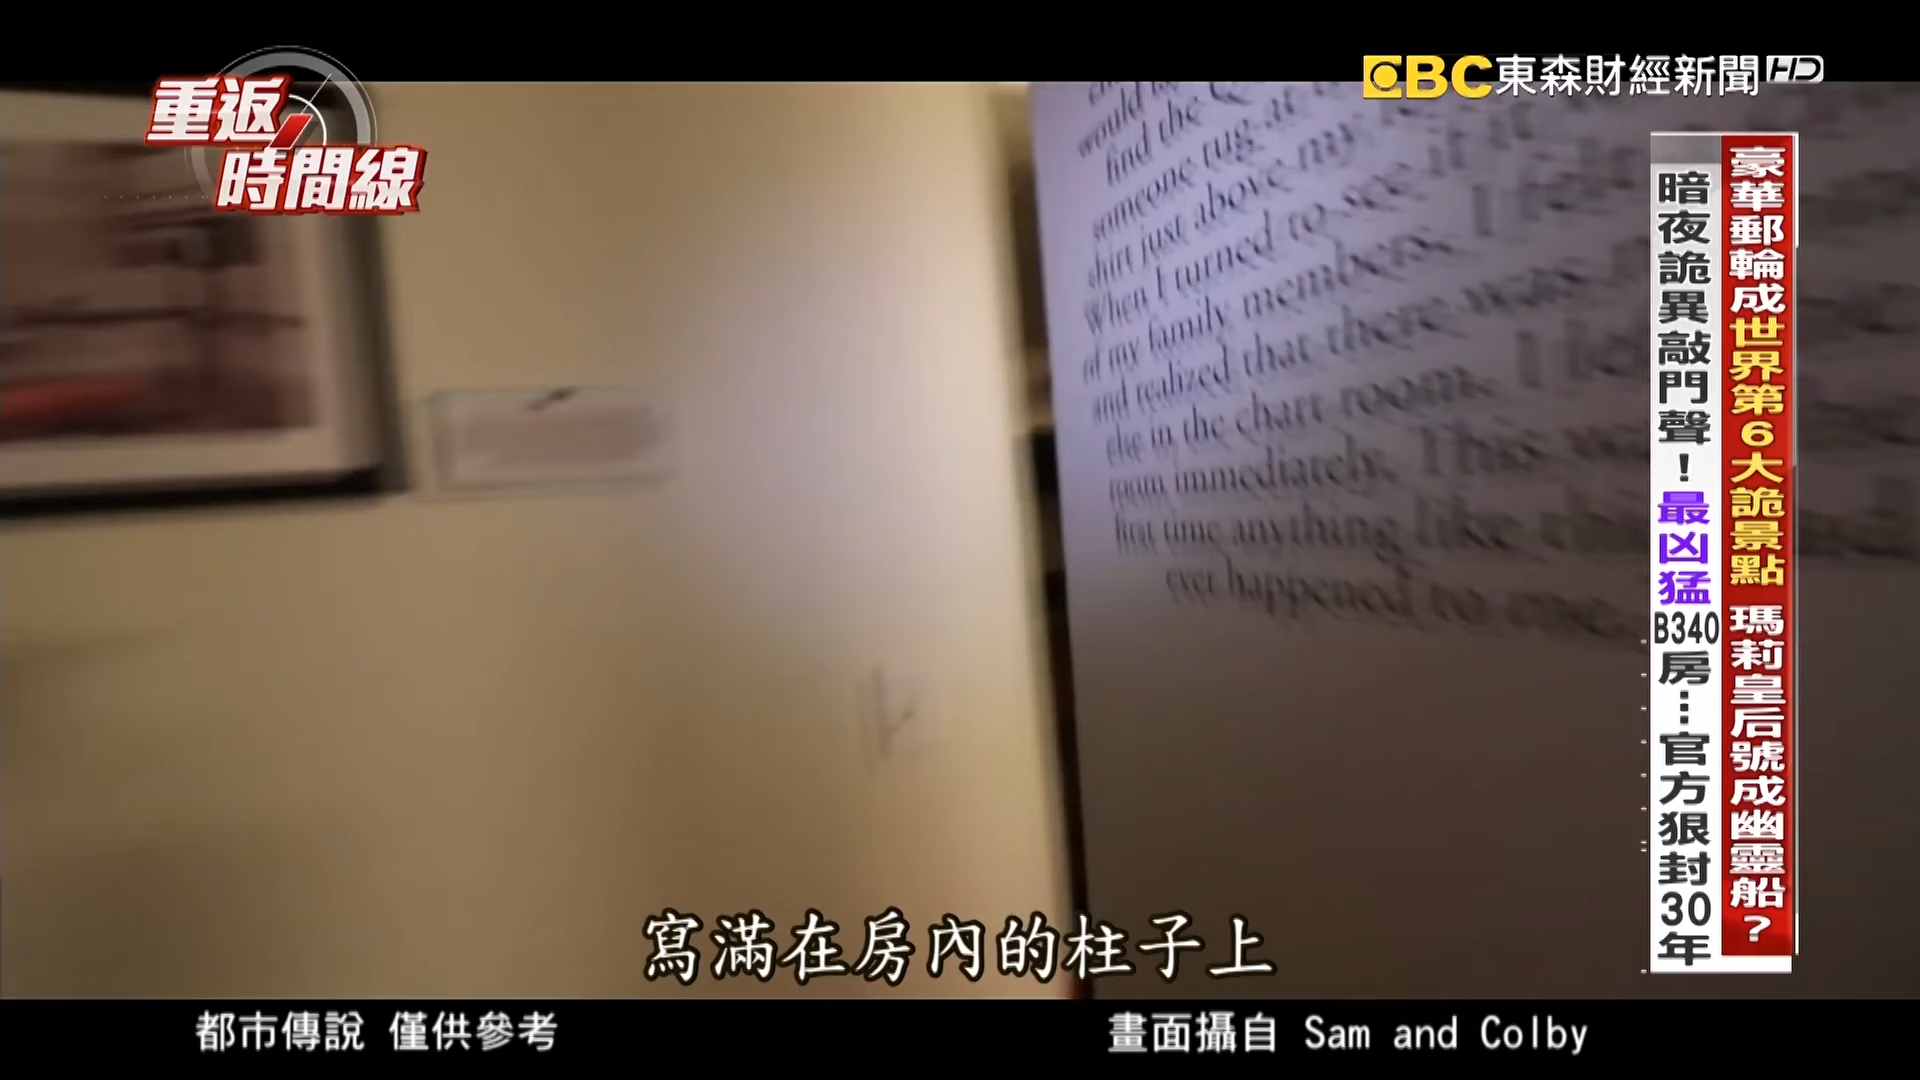 重返
時間線
EBC東森財經新聞HD
豪華郵輪成世界第6大詭景點 瑪莉皇后號成幽靈船?
暗夜詭異敲門聲!最凶猛B340房…官方狠封30年
would
find the
someone tug at
shirt just above my
When I turned to see if it
of my family members, I
and realized that there was
else in the chart room. I
room immediately. This
first time anything like this
ever happened to me.
寫滿在房內的柱子上
都市傳說 僅供參考
畫面攝自 Sam and Colby